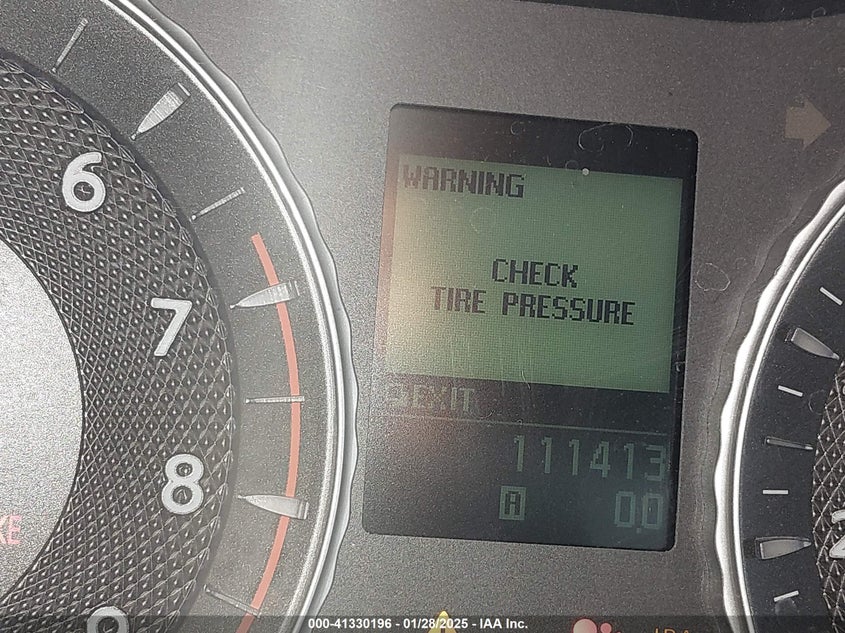 6
7
8
WARNING
CHECK
TIRE PRESSURE
EXIT
111413
A 0.0
000-41330196 - 01/28/2025 - IAA Inc.